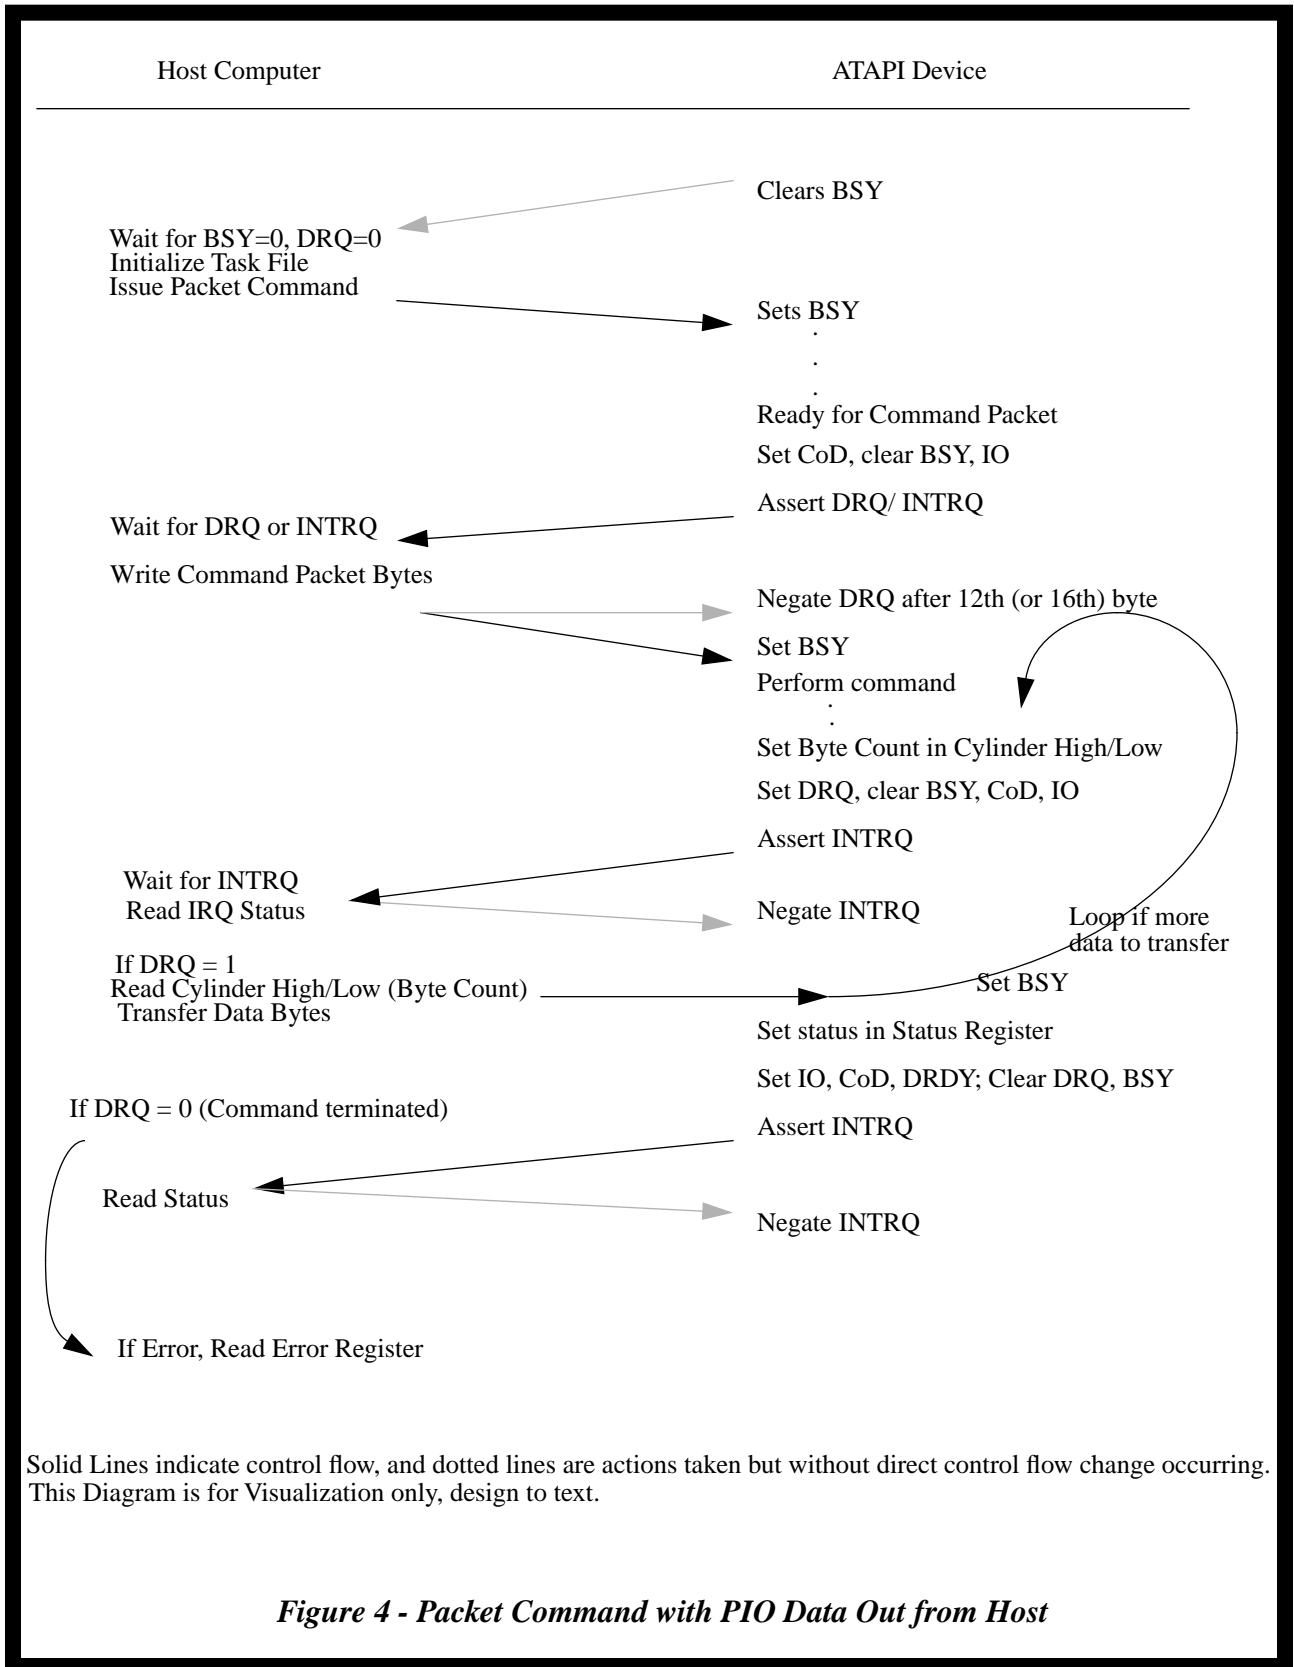 Host Computer
ATAPI Device
Clears BSY
Wait for BSY=0, DRQ=0
Initialize Task File
Issue Packet Command
Sets BSY
.
.
.
Ready for Command Packet
Set CoD, clear BSY, IO
Assert DRQ/ INTRQ
Wait for DRQ or INTRQ
Write Command Packet Bytes
Negate DRQ after 12th (or 16th) byte
Set BSY
Perform command
.
.
Set Byte Count in Cylinder High/Low
Set DRQ, clear BSY, CoD, IO
Assert INTRQ
Wait for INTRQ
Read IRQ Status
Negate INTRQ
Loop if more
data to transfer
If DRQ = 1
Read Cylinder High/Low (Byte Count)
Transfer Data Bytes
Set BSY
Set status in Status Register
Set IO, CoD, DRDY; Clear DRQ, BSY
If DRQ = 0 (Command terminated)
Assert INTRQ
Read Status
Negate INTRQ
If Error, Read Error Register
Solid Lines indicate control flow, and dotted lines are actions taken but without direct control flow change occurring.
This Diagram is for Visualization only, design to text.
Figure 4 - Packet Command with PIO Data Out from Host